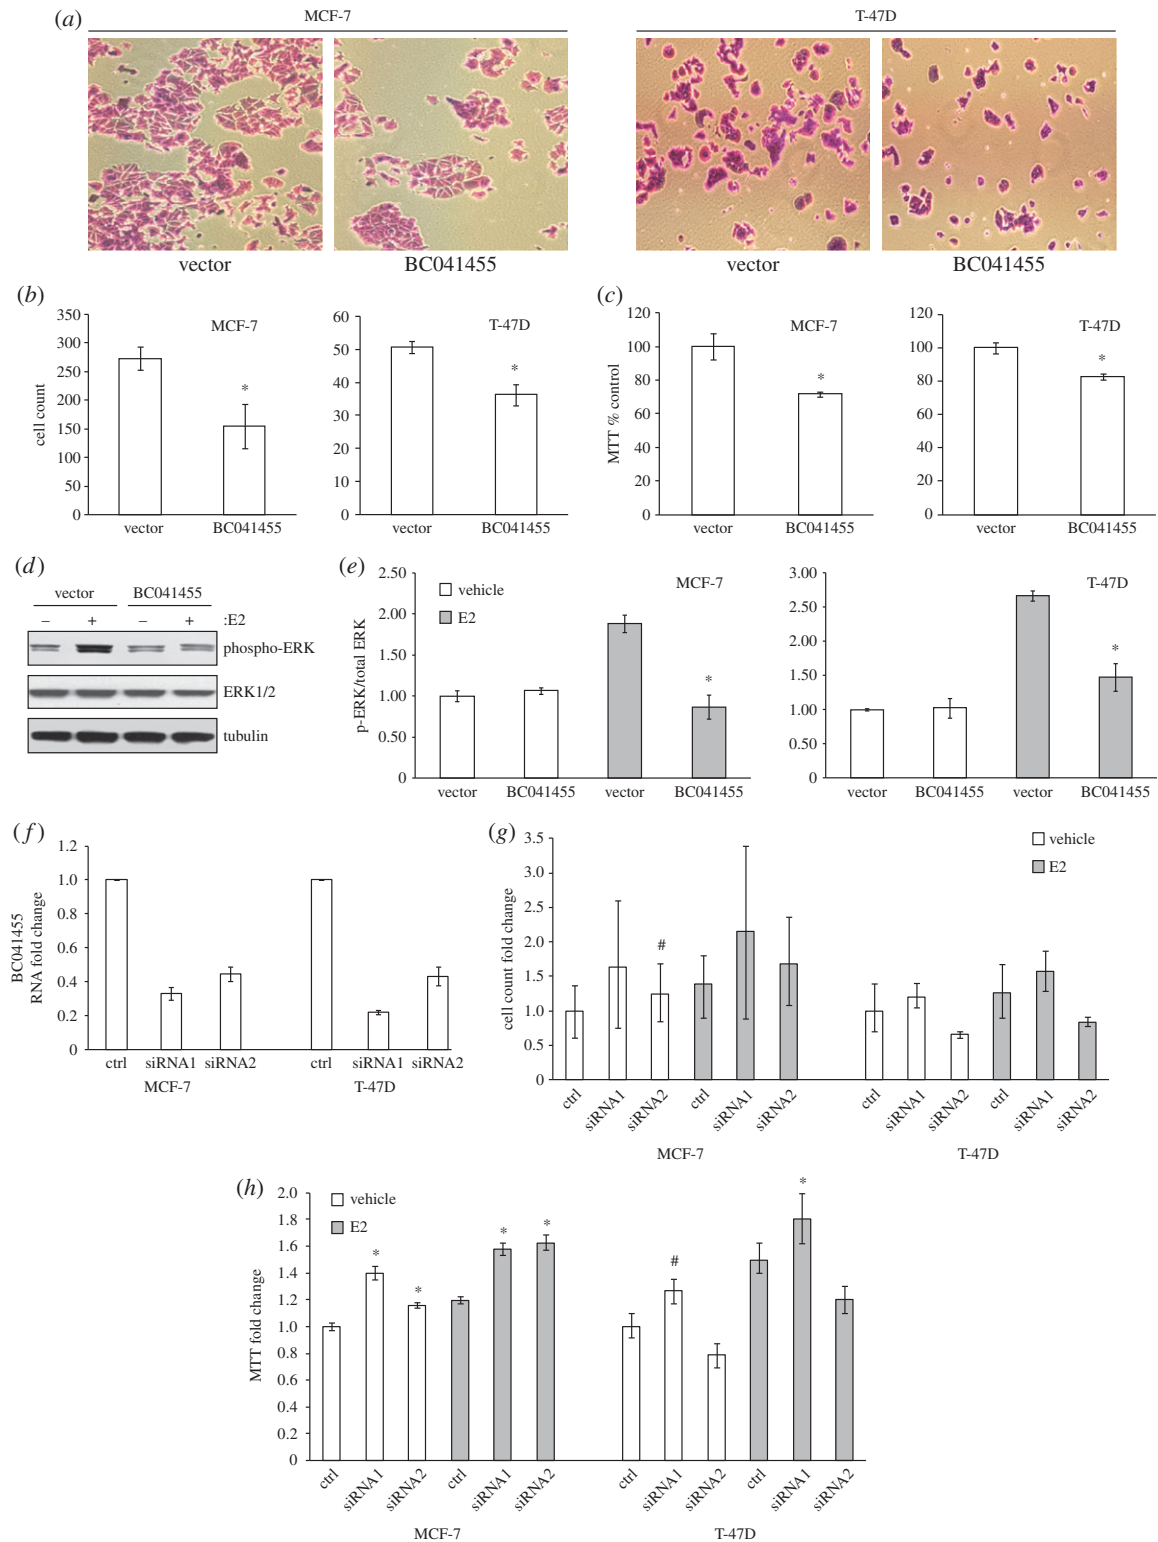 (a)
MCF-7
T-47D
vector
BC041455
vector
BC041455
(b)
350
300
250
200
150
100
50
0
cell count
MCF-7
*
vector
BC041455
60
50
40
30
20
10
0
T-47D
*
vector
BC041455
(c)
120
100
80
60
40
20
0
MTT % control
MCF-7
*
vector
BC041455
120
100
80
60
40
20
0
T-47D
*
vector
BC041455
(d)
vector
BC041455
– + – + :E2
phospho-ERK
ERK1/2
tubulin
(e)
2.50
2.00
1.50
1.00
0.50
0
p-ERK/total ERK
vehicle
E2
MCF-7
*
vector
BC041455
vector
BC041455
3.00
2.50
2.00
1.50
1.00
0.50
0
T-47D
*
vector
BC041455
vector
BC041455
(f)
1.2
1.0
0.8
0.6
0.4
0.2
0
BC041455
RNA fold change
ctrl
siRNA1
siRNA2
MCF-7
ctrl
siRNA1
siRNA2
T-47D
(g)
3.5
3.0
2.5
2.0
1.5
1.0
0.5
0
cell count fold change
vehicle
E2
#
ctrl
siRNA1
siRNA2
ctrl
siRNA1
siRNA2
MCF-7
ctrl
siRNA1
siRNA2
ctrl
siRNA1
siRNA2
T-47D
(h)
2.0
1.8
1.6
1.4
1.2
1.0
0.8
0.6
0.4
0.2
0
MTT fold change
vehicle
E2
*
*
*
*
#
*
ctrl
siRNA1
siRNA2
ctrl
siRNA1
siRNA2
MCF-7
ctrl
siRNA1
siRNA2
ctrl
siRNA1
siRNA2
T-47D